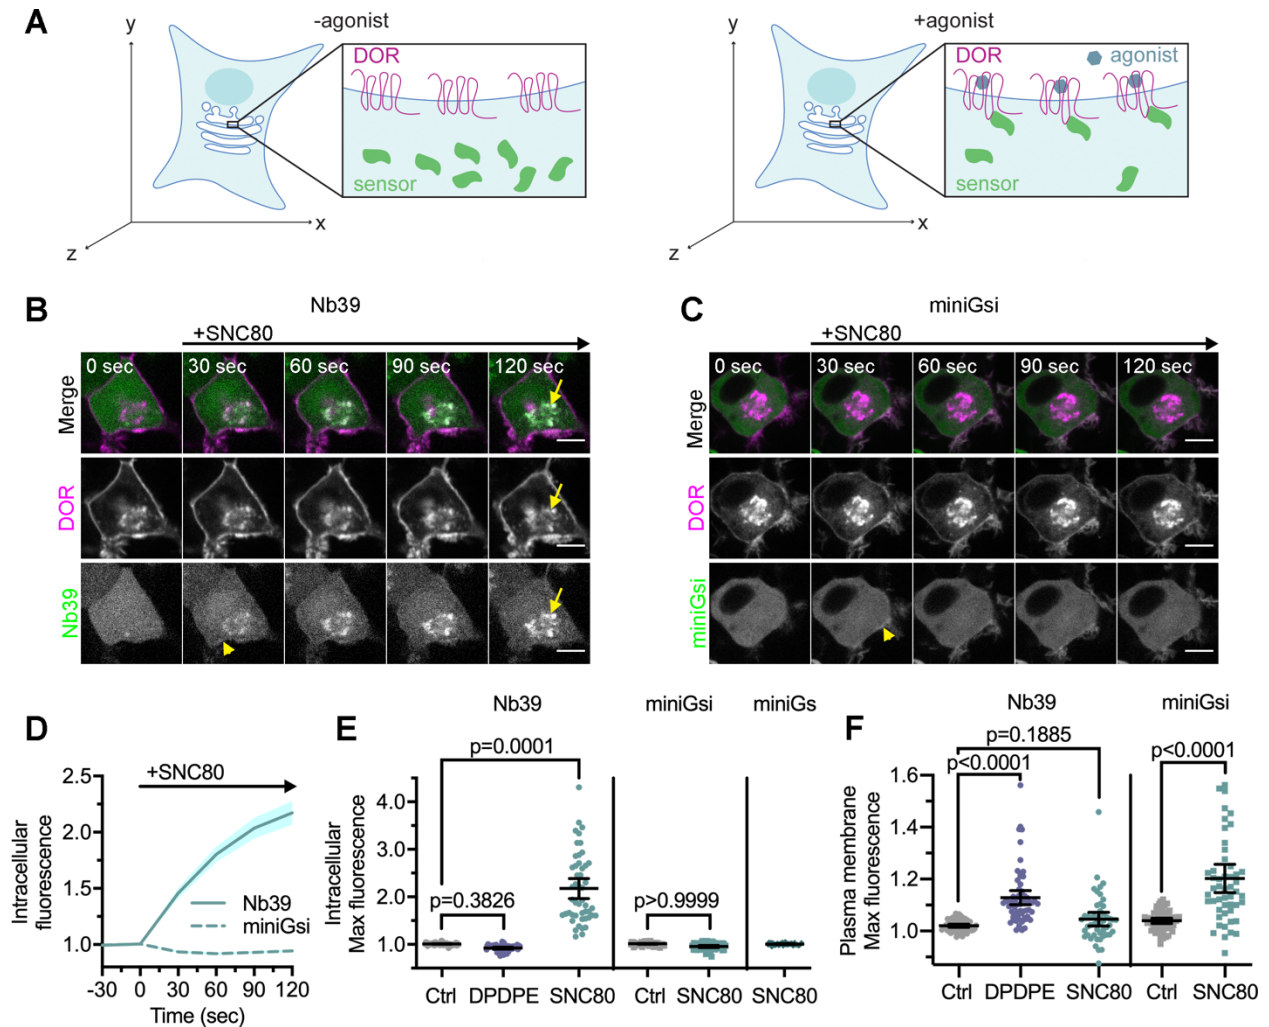 A
y
-agonist
DOR
sensor
x
z
y
+agonist
DOR
agonist
sensor
x
z
B
Nb39
+SNC80
0 sec
30 sec
60 sec
90 sec
120 sec
Merge
DOR
Nb39
C
miniGsi
+SNC80
0 sec
30 sec
60 sec
90 sec
120 sec
Merge
DOR
miniGsi
D
+SNC80
2.5
2.0
1.5
1.0
Intracellular
fluorescence
Nb39
miniGsi
-30
0
30
60
90
120
Time (sec)
E
Nb39
miniGsi
miniGs
p=0.0001
p=0.3826
p>0.9999
4.0
3.0
2.0
1.0
Intracellular
Max fluorescence
Ctrl
DPDPE
SNC80
Ctrl
SNC80
SNC80
F
Nb39
miniGsi
p=0.1885
p<0.0001
p<0.0001
1.6
1.4
1.2
1.0
Plasma membrane
Max fluorescence
Ctrl
DPDPE
SNC80
Ctrl
SNC80